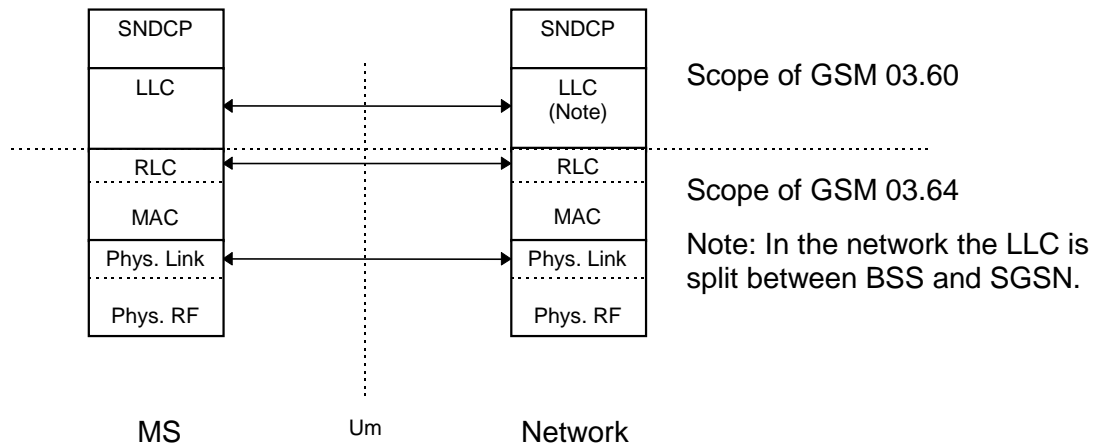 SNDCP
LLC
RLC
MAC
Phys. Link
Phys. RF
MS
Um
SNDCP
LLC
(Note)
RLC
MAC
Phys. Link
Phys. RF
Network
Scope of GSM 03.60
Scope of GSM 03.64
Note: In the network the LLC is
split between BSS and SGSN.